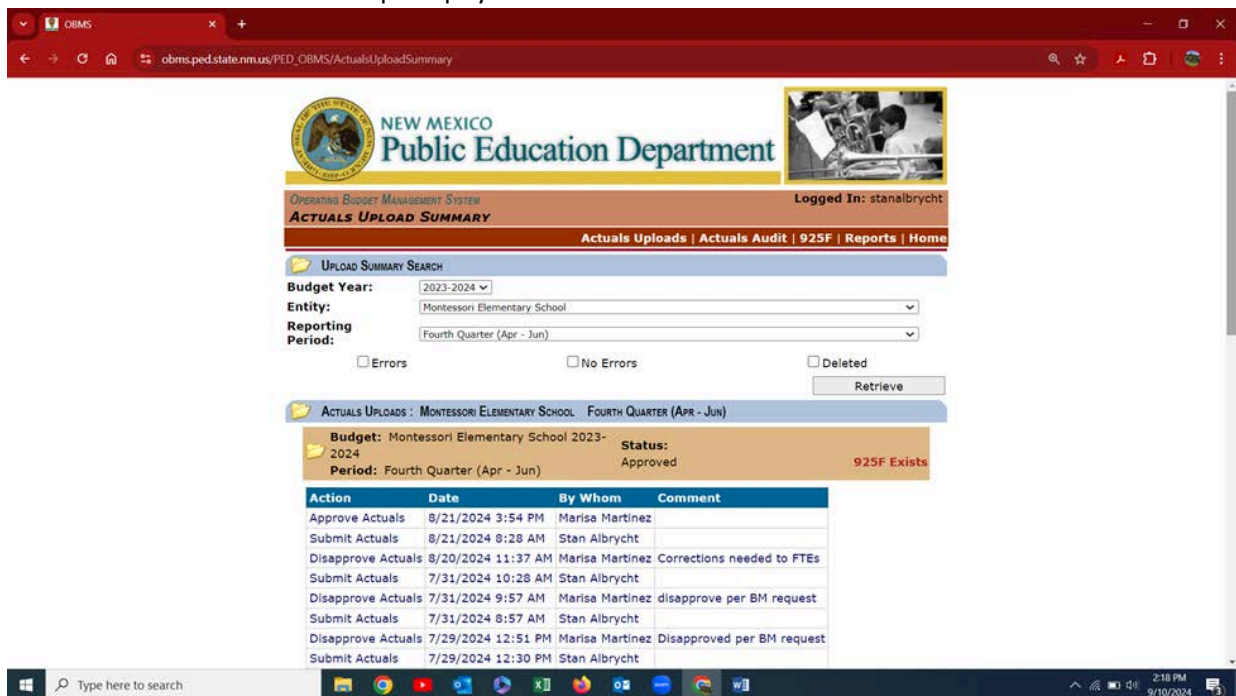 OBMS
obms.ped.state.nm.us/PED_OBMS/ActualsUploadSummary
NEW MEXICO
Public Education Department
OPERATING BUDGET MANAGEMENT SYSTEM
Logged In: stanalbrycht
ACTUALS UPLOAD SUMMARY
Actuals Uploads | Actuals Audit | 925F | Reports | Home
UPLOAD SUMMARY SEARCH
Budget Year: 2023-2024
Entity: Montessori Elementary School
Reporting Period: Fourth Quarter (Apr - Jun)
Errors No Errors Deleted
Retrieve
ACTUALS UPLOADS : MONTESSORI ELEMENTARY SCHOOL FOURTH QUARTER (APR - JUN)
Budget: Montessori Elementary School 2023-
2024
Period: Fourth Quarter (Apr - Jun)
Status:
Approved
925F Exists
Action Date By Whom Comment
Approve Actuals 8/21/2024 3:54 PM Marisa Martinez
Submit Actuals 8/21/2024 8:28 AM Stan Albrycht
Disapprove Actuals 8/20/2024 11:37 AM Marisa Martinez Corrections needed to FTEs
Submit Actuals 7/31/2024 10:28 AM Stan Albrycht
Disapprove Actuals 7/31/2024 9:57 AM Marisa Martinez disapprove per BM request
Submit Actuals 7/31/2024 8:57 AM Stan Albrycht
Disapprove Actuals 7/29/2024 12:51 PM Marisa Martinez Disapproved per BM request
Submit Actuals 7/29/2024 12:30 PM Stan Albrycht
Type here to search
2:18 PM
9/10/2024